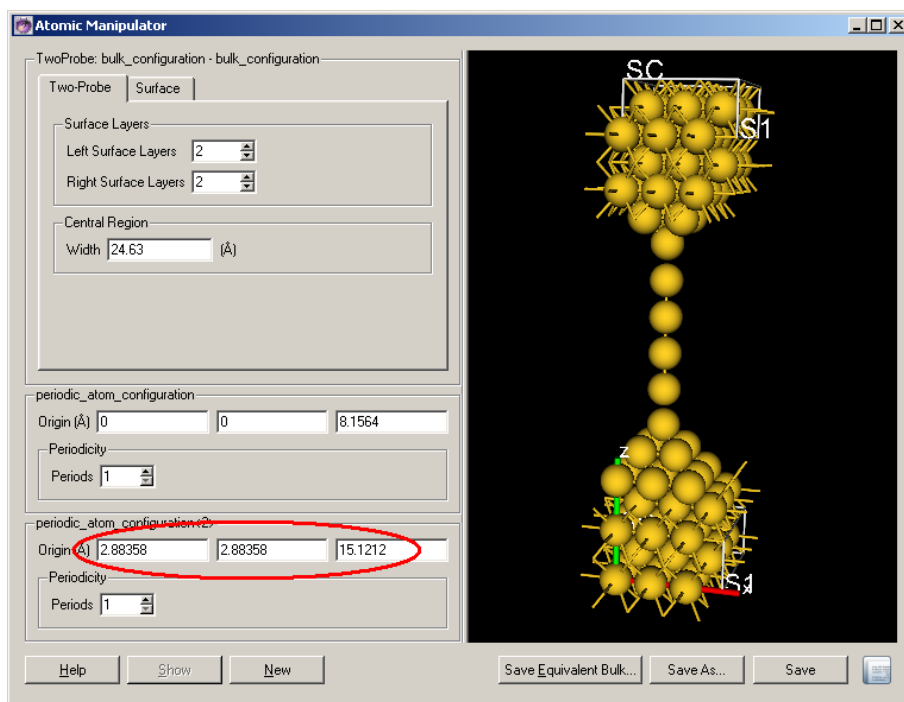 Atomic Manipulator
TwoProbe: bulk_configuration - bulk_configuration
Two-Probe Surface
Surface Layers
Left Surface Layers 2
Right Surface Layers 2
Central Region
Width 24.63 (Å)
periodic_atom_configuration
Origin (Å) 0 0 8.1564
Periodicity
Periods 1
periodic_atom_configuration<2>
Origin (Å) 2.88358 2.88358 15.1212
Periodicity
Periods 1
Help Show New
SC
S1
z
S1
x
Save Equivalent Bulk... Save As... Save